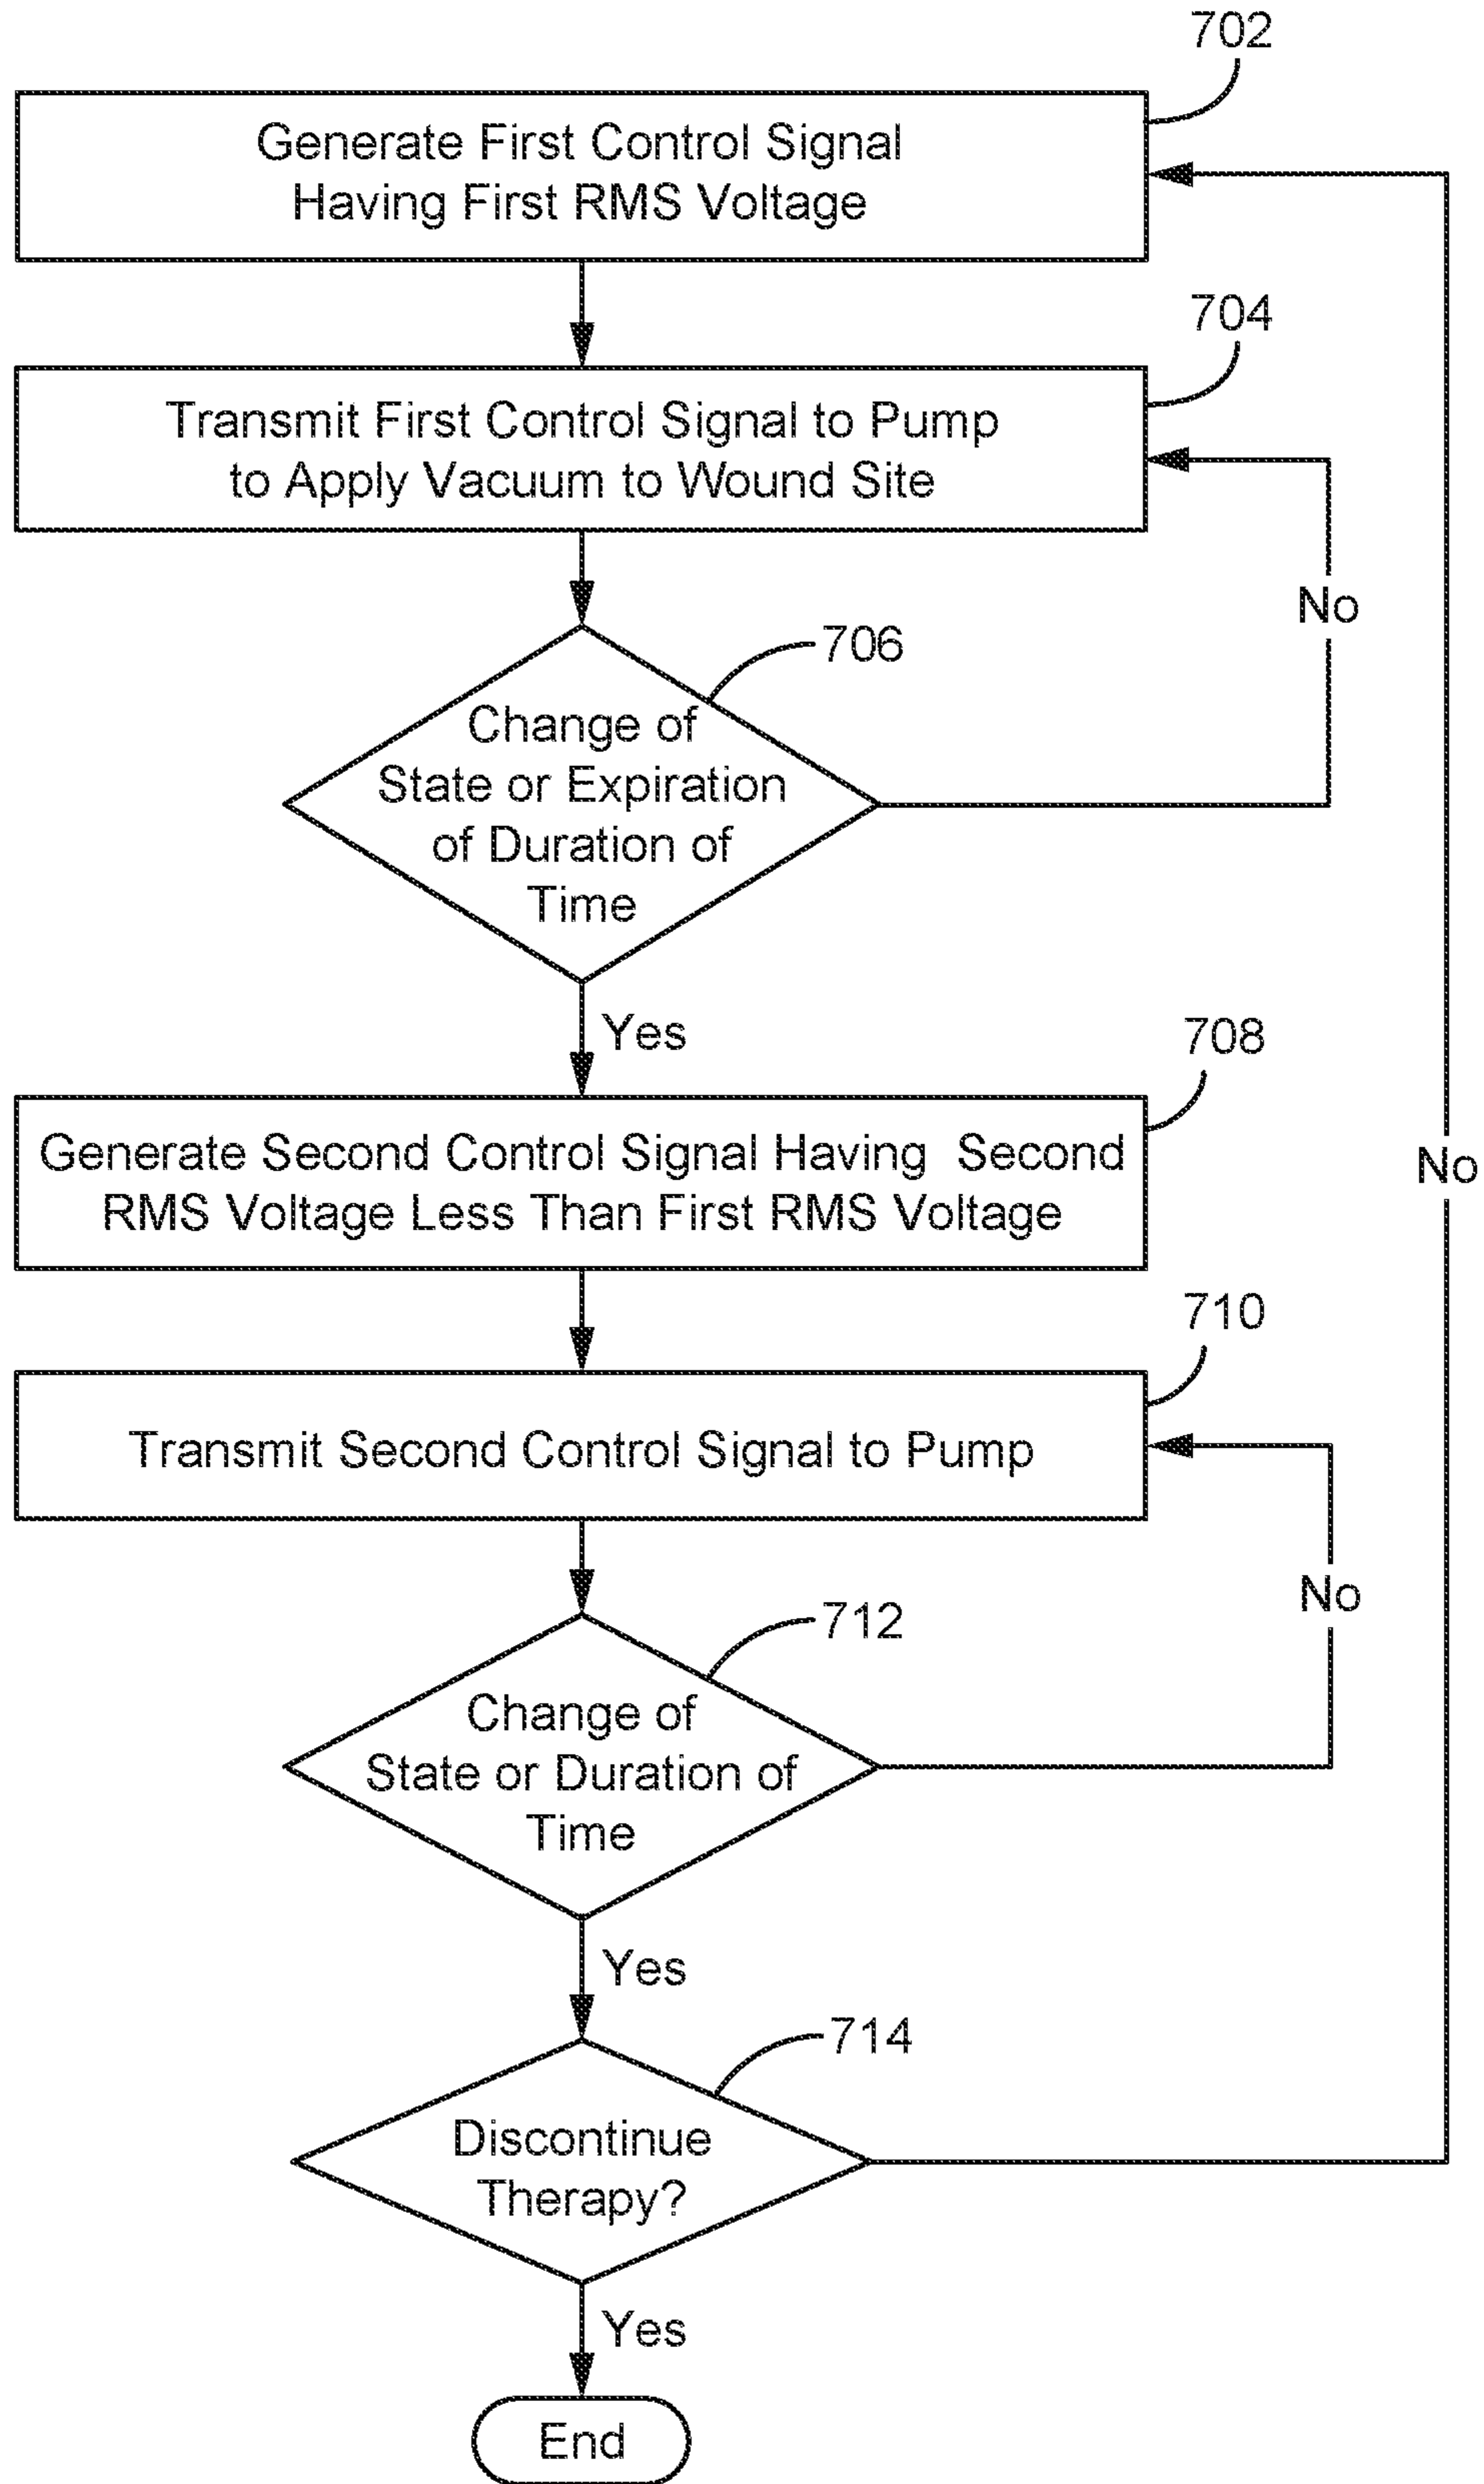 702
Generate First Control Signal
Having First RMS Voltage
704
Transmit First Control Signal to Pump
to Apply Vacuum to Wound Site
No
706
Change of
State or Expiration
of Duration of
Time
Yes
708
Generate Second Control Signal Having Second
RMS Voltage Less Than First RMS Voltage
No
710
Transmit Second Control Signal to Pump
No
712
Change of
State or Duration of
Time
Yes
714
Discontinue
Therapy?
Yes
End